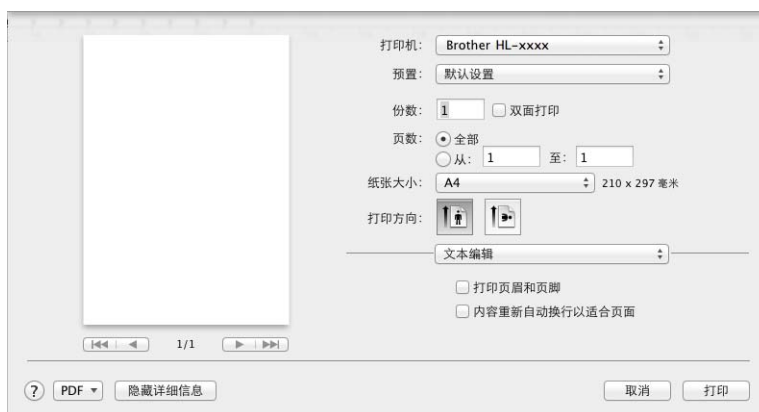 打印机: Brother HL-xxxx
预置: 默认设置
份数: 1 双面打印
页数: 全部
从: 1 至: 1
纸张大小: A4 210 x 297 毫米
打印方向:
文本编辑
打印页眉和页脚
内容重新自动换行以适合页面
1/1
? PDF 隐藏详细信息 取消 打印